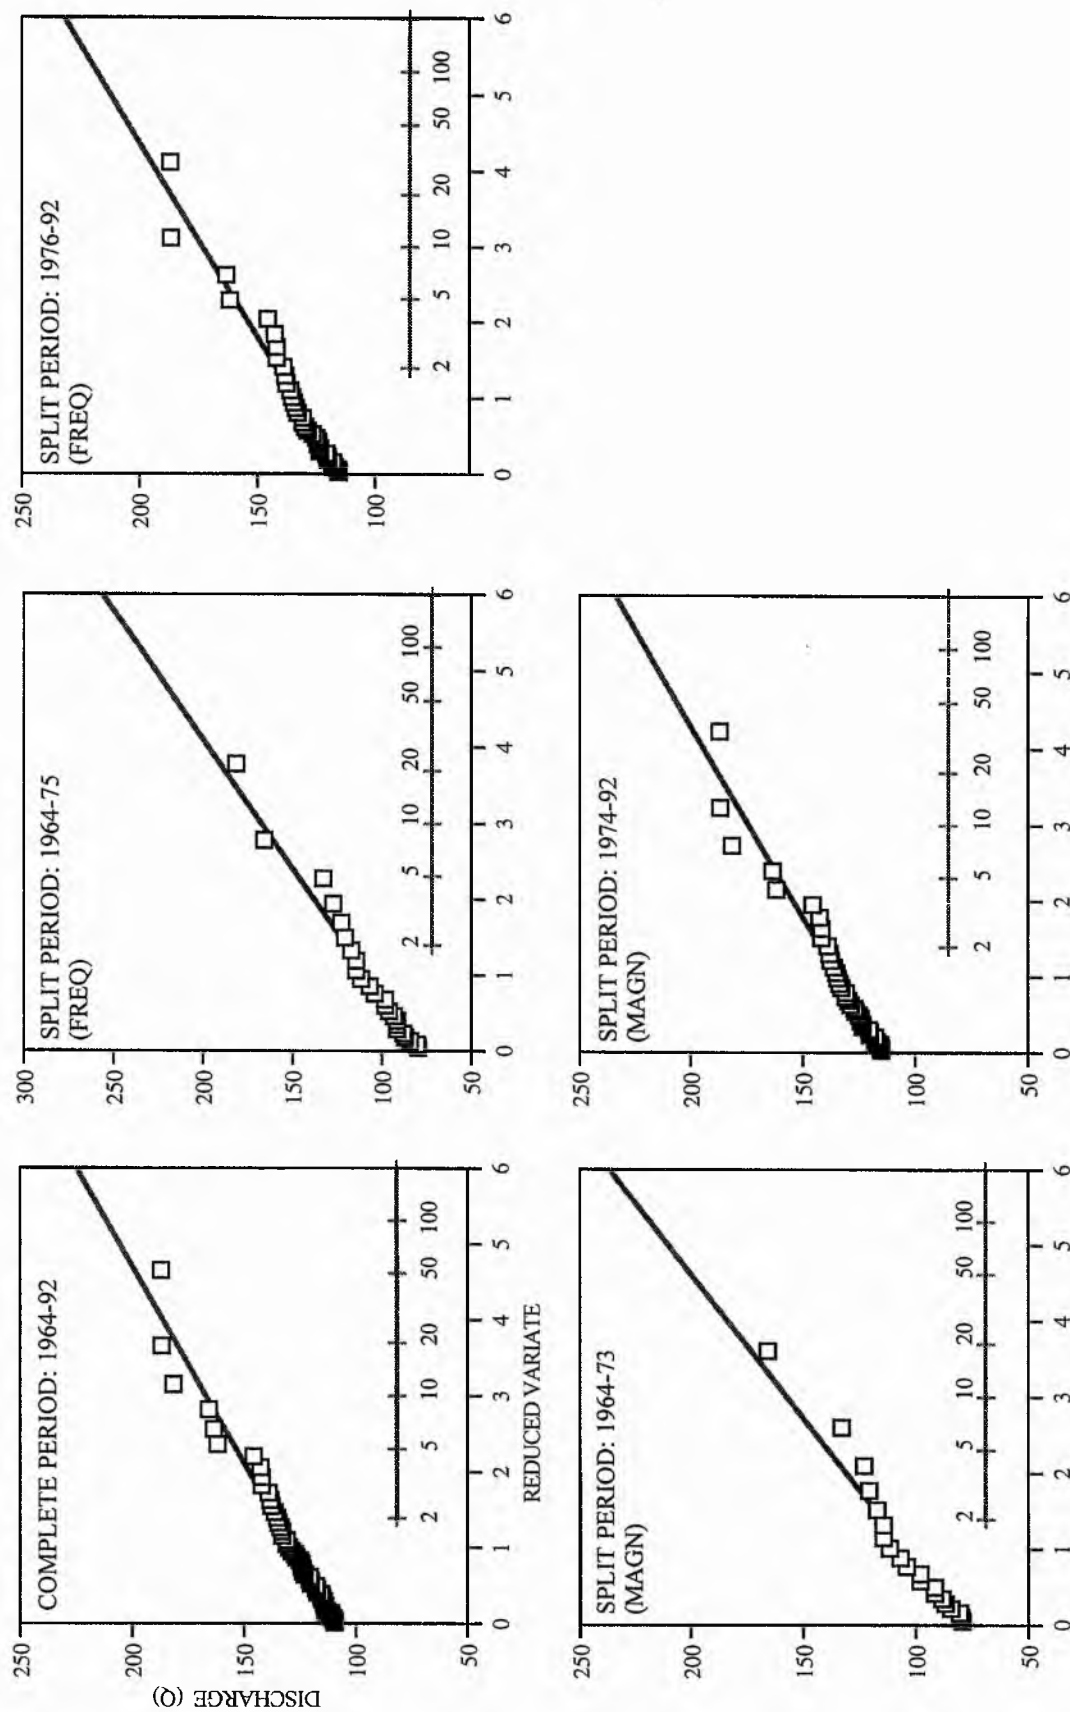 COMPLETE PERIOD: 1964-92
DISCHARGE (Q)
250
200
150
100
50
2 5 10 20 50 100
0 1 2 3 4 5 6
REDUCED VARIATE
SPLIT PERIOD: 1964-75
(FREQ)
300
250
200
150
100
50
2 5 10 20 50 100
0 1 2 3 4 5 6
SPLIT PERIOD: 1976-92
(FREQ)
250
200
150
100
2 5 10 20 50 100
0 1 2 3 4 5 6
SPLIT PERIOD: 1964-73
(MAGN)
250
200
150
100
50
2 5 10 20 50 100
0 1 2 3 4 5 6
SPLIT PERIOD: 1974-92
(MAGN)
250
200
150
100
50
2 5 10 20 50 100
0 1 2 3 4 5 6